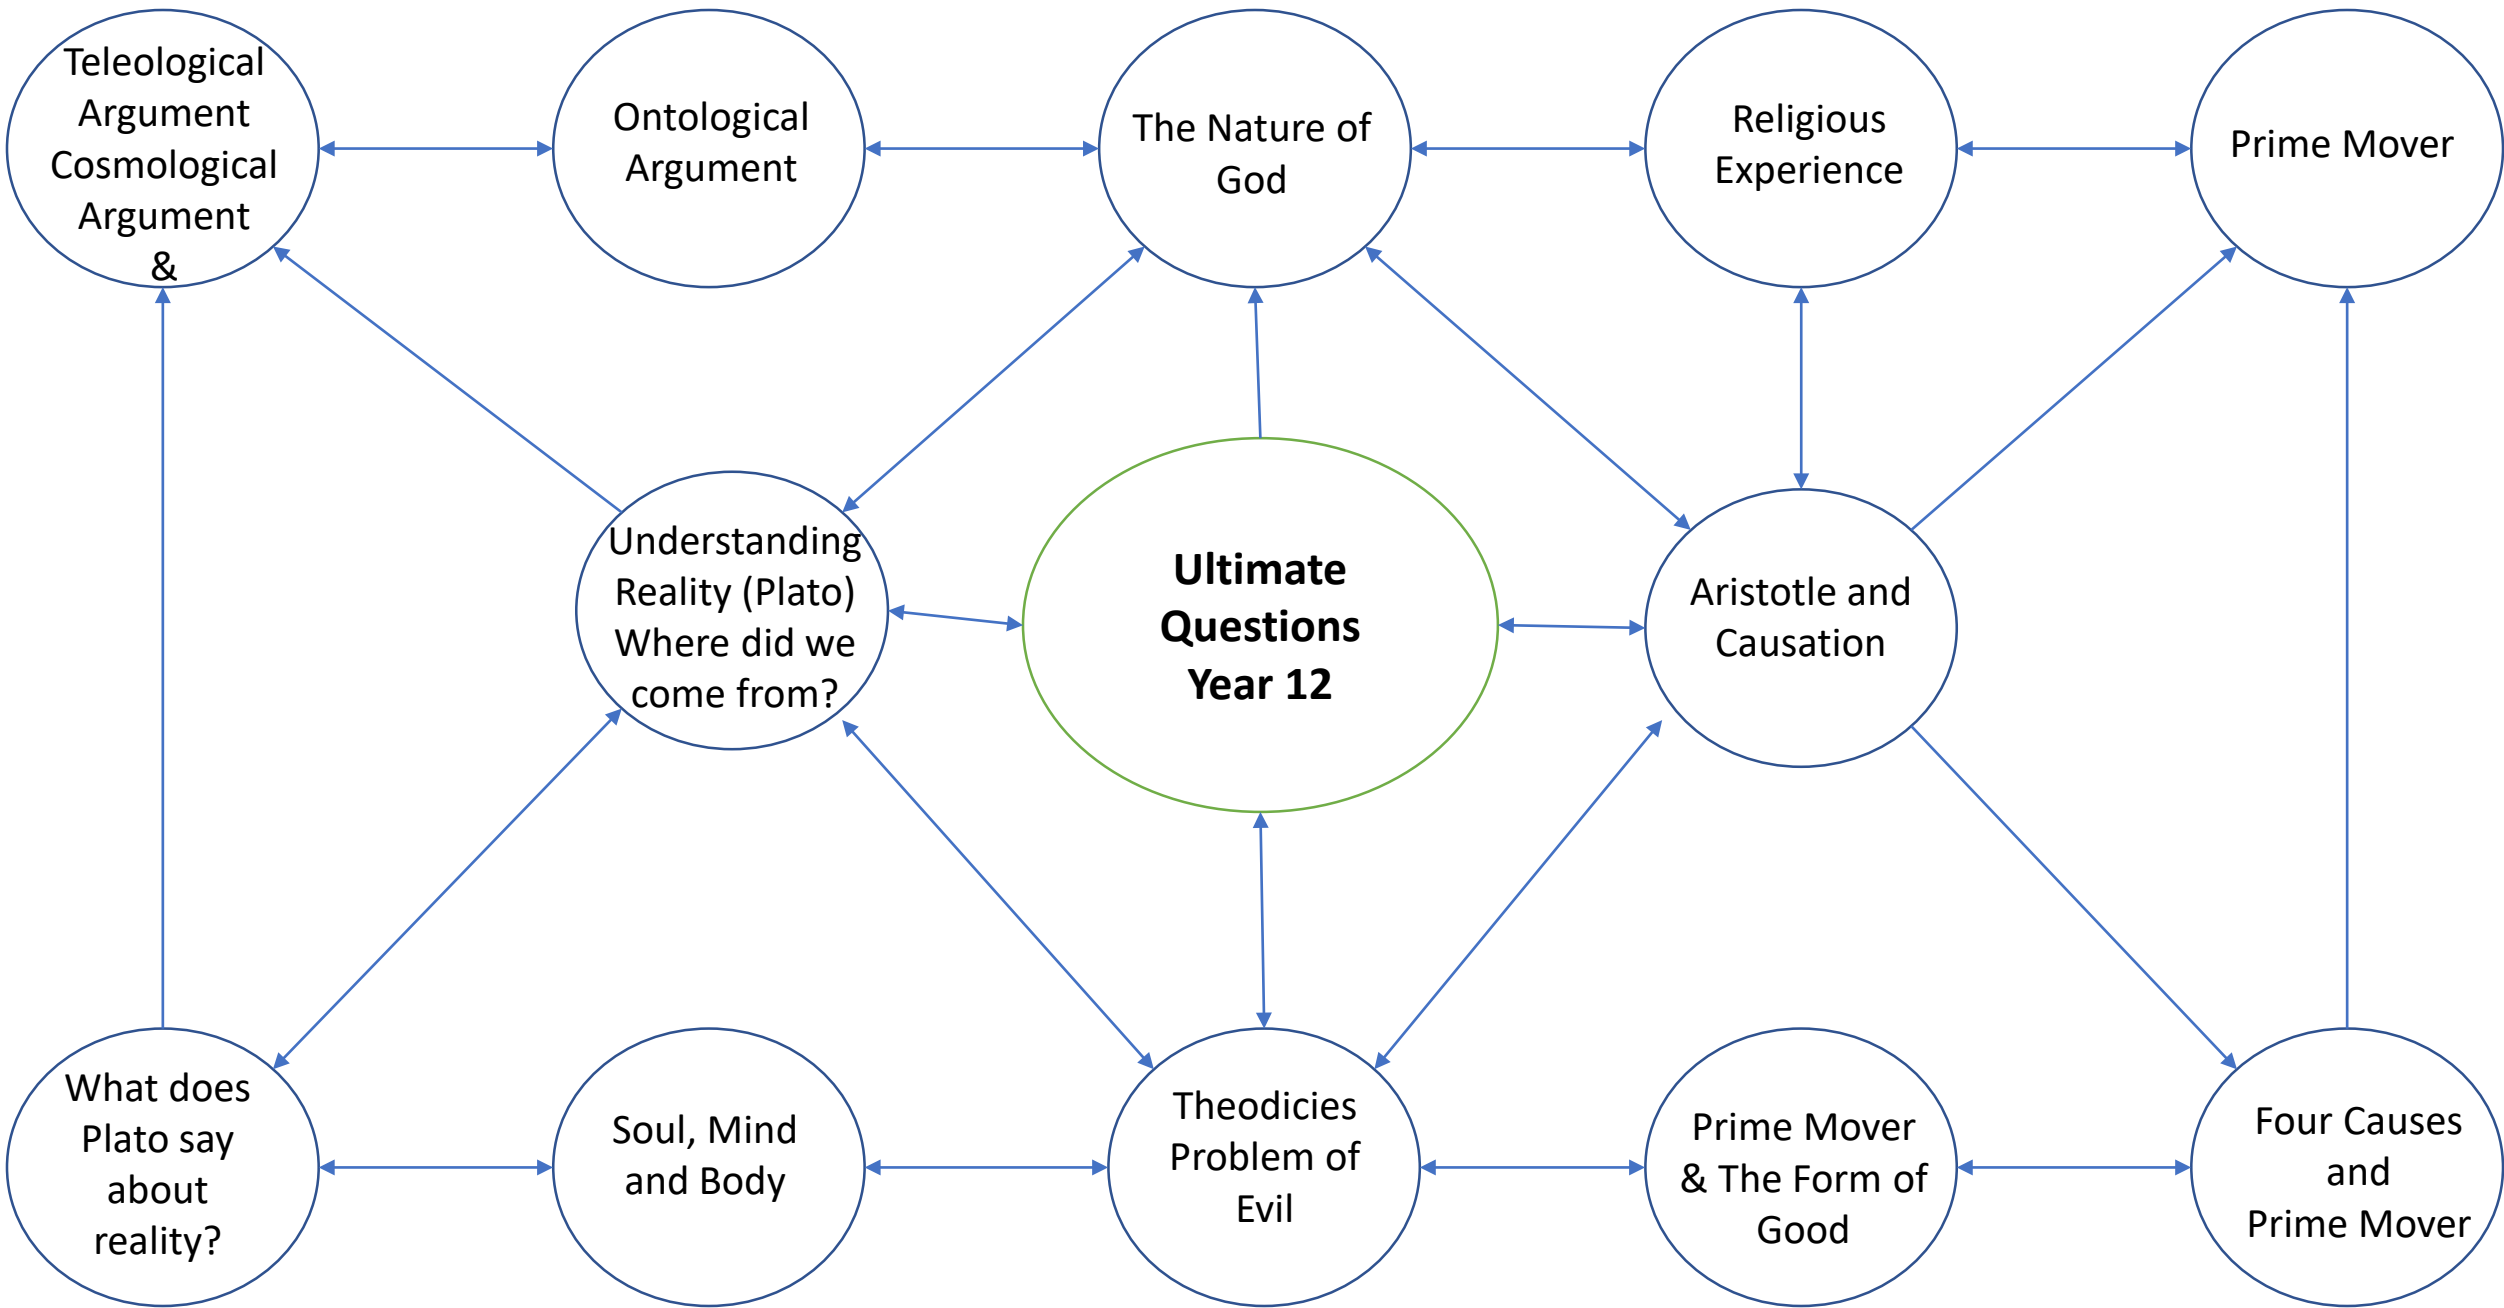 Teleological
Argument
Cosmological
Argument
&
Ontological
Argument
The Nature of
God
Religious
Experience
Prime Mover
Understanding
Reality (Plato)
Where did we
come from?
Ultimate
Questions
Year 12
Aristotle and
Causation
What does
Plato say
about
reality?
Soul, Mind
and Body
Theodicies
Problem of
Evil
Prime Mover
& The Form of
Good
Four Causes
and
Prime Mover